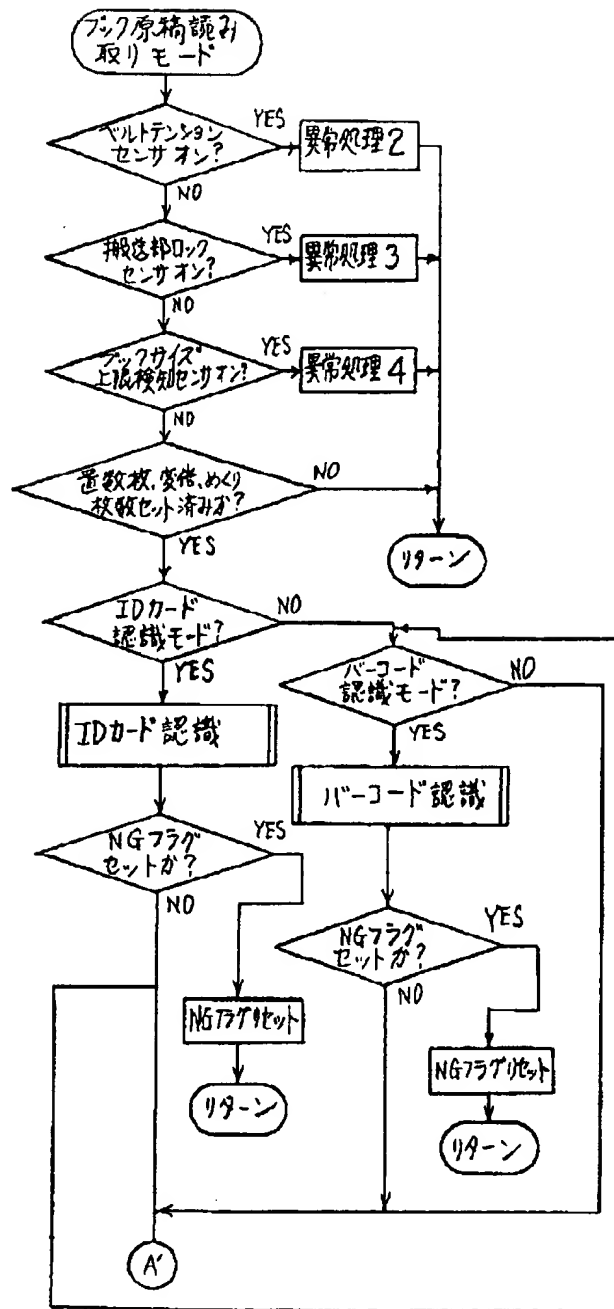 ブック原稿読み
取りモード
ベルトテンション
センサオン?
YES
異常処理2
NO
搬送部ロック
センサオン?
YES
異常処理3
NO
ブックサイズ
上限検知センサオン?
YES
異常処理4
NO
置数枚、変倍、めくり
枚数セット済みか?
NO
YES
リターン
IDカード
認識モード?
NO
YES
バーコード
認識モード?
NO
YES
IDカード認識
バーコード認識
NGフラグ
セットか?
YES
NO
NGフラグ
セットか?
YES
NO
NGフラグリセット
リターン
NGフラグリセット
リターン
A'